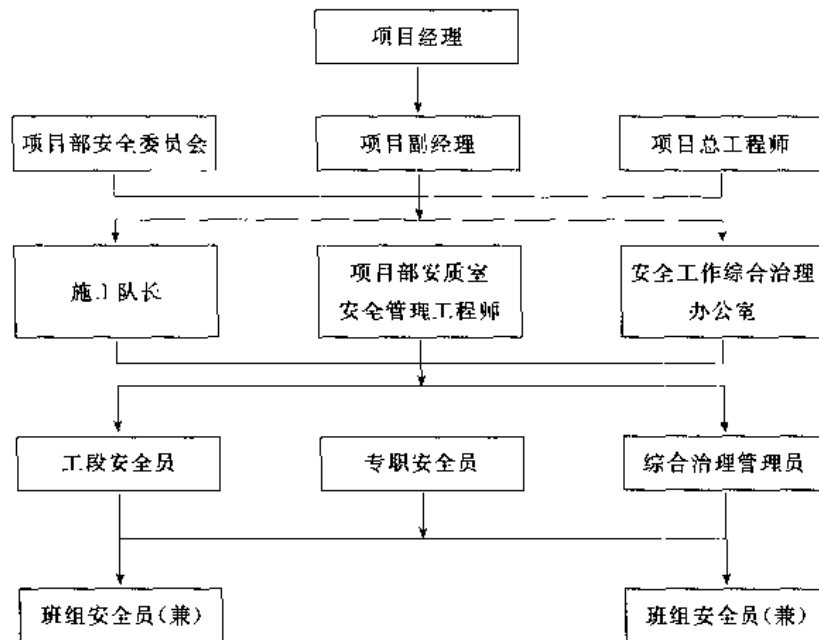 项目经理
项目部安全委员会
项目副经理
项目总工程师
施工队长
项目部安质室
安全管理工程师
安全工作综合治理
办公室
工段安全员
专职安全员
综合治理管理员
班组安全员(兼)
班组安全员(兼)